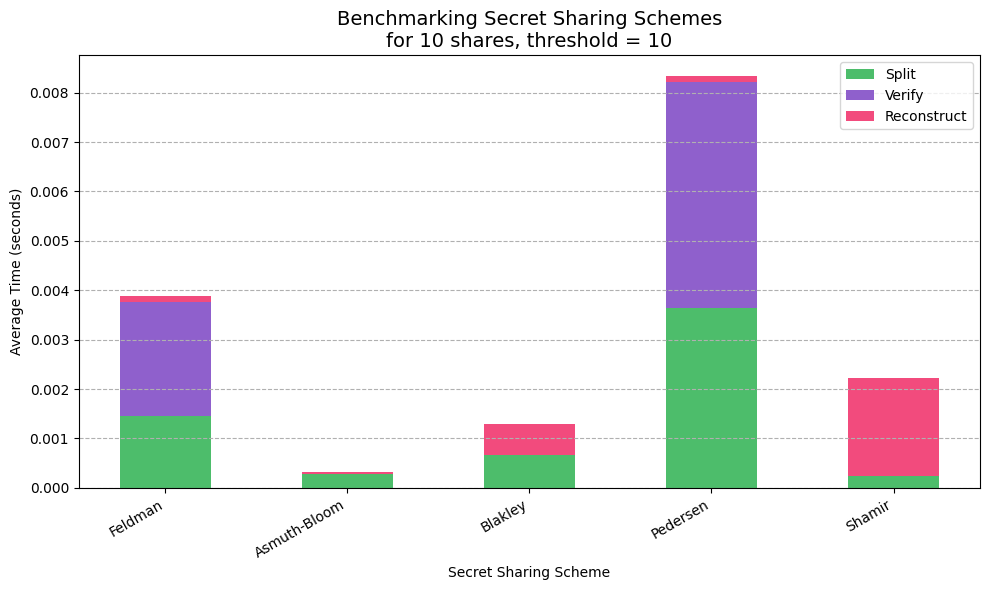 Benchmarking Secret Sharing Schemes
for 10 shares, threshold = 10
Split
Verify
Reconstruct
Average Time (seconds)
0.008
0.007
0.006
0.005
0.004
0.003
0.002
0.001
0.000
Feldman
Asmuth-Bloom
Blakley
Pedersen
Shamir
Secret Sharing Scheme